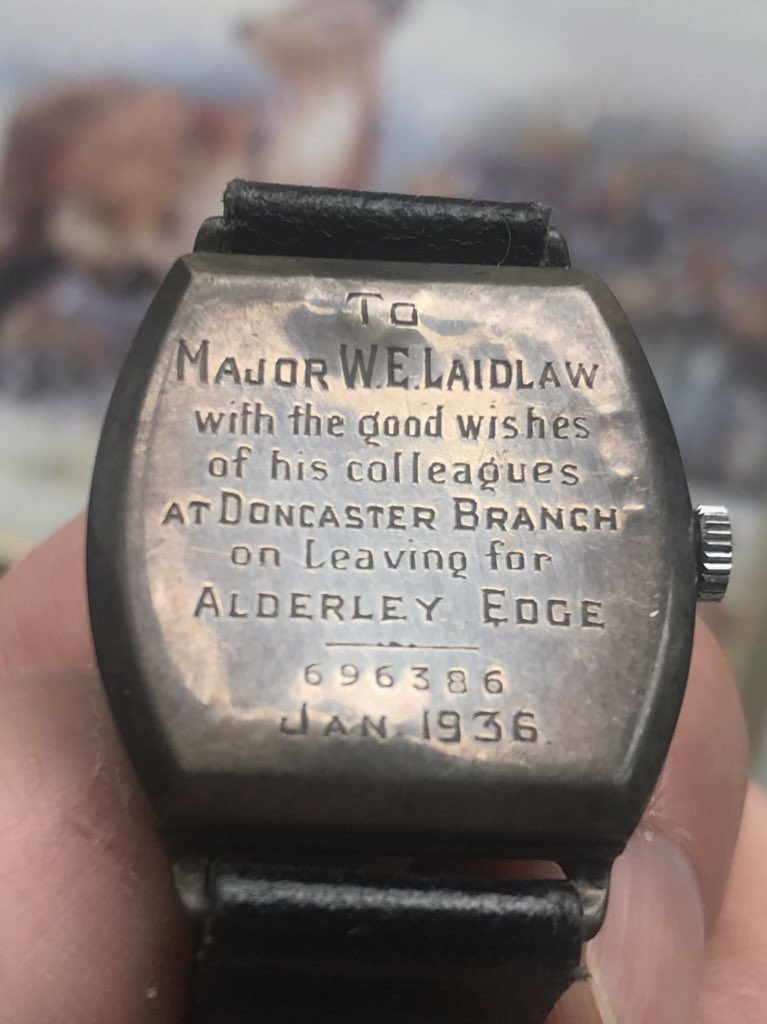 To
MAJOR W.E. LAIDLAW
with the good wishes
of his colleagues
AT DONCASTER BRANCH
on Leaving for
ALDERLEY EDGE
696386
JAN. 1936.